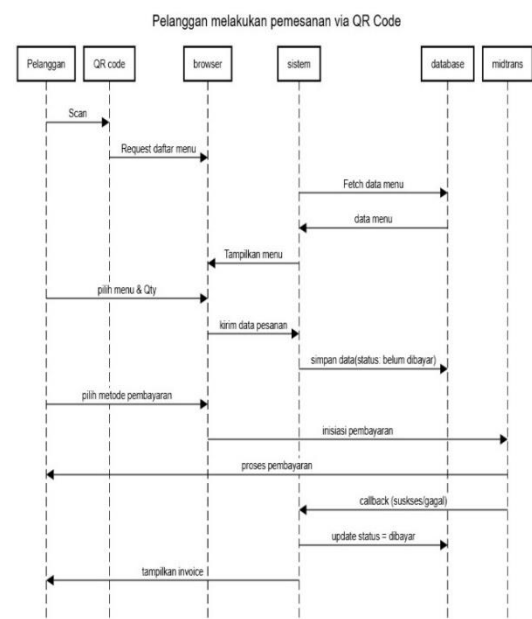 Pelanggan melakukan pemesanan via QR Code
Pelanggan QR code browser sistem database midtrans
Scan
Request daftar menu
Fetch data menu
data menu
Tampilkan menu
pilih menu & Qty
kirim data pesanan
simpan data(status: belum dibayar)
pilih metode pembayaran
inisiasi pembayaran
proses pembayaran
callback (suskses/gagal)
update status = dibayar
tampilkan invoice